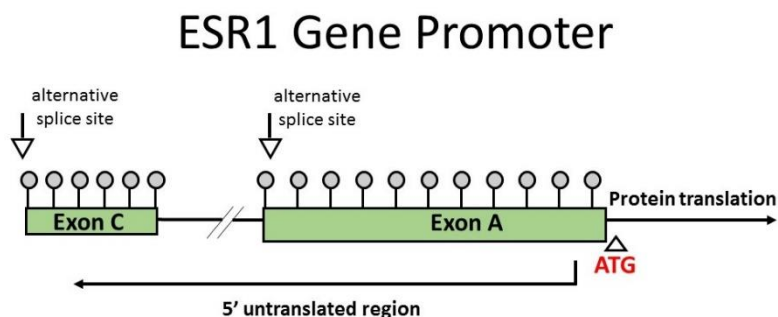 ESR1 Gene Promoter
alternative
splice site
alternative
splice site
Exon C
Exon A
Protein translation
ATG
5' untranslated region